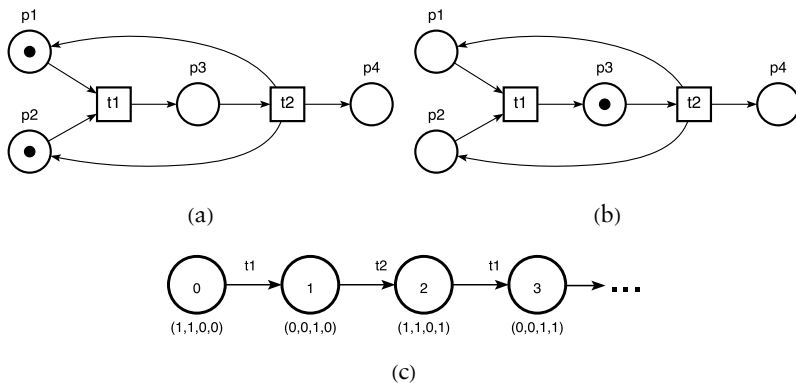 p1
p3
p4
t1
t2
p2
(a)
p1
p3
p4
t1
t2
p2
(b)
t1 t2 t1
0 1 2 3 ...
(1,1,0,0) (0,0,1,0) (1,1,0,1) (0,0,1,1)
(c)